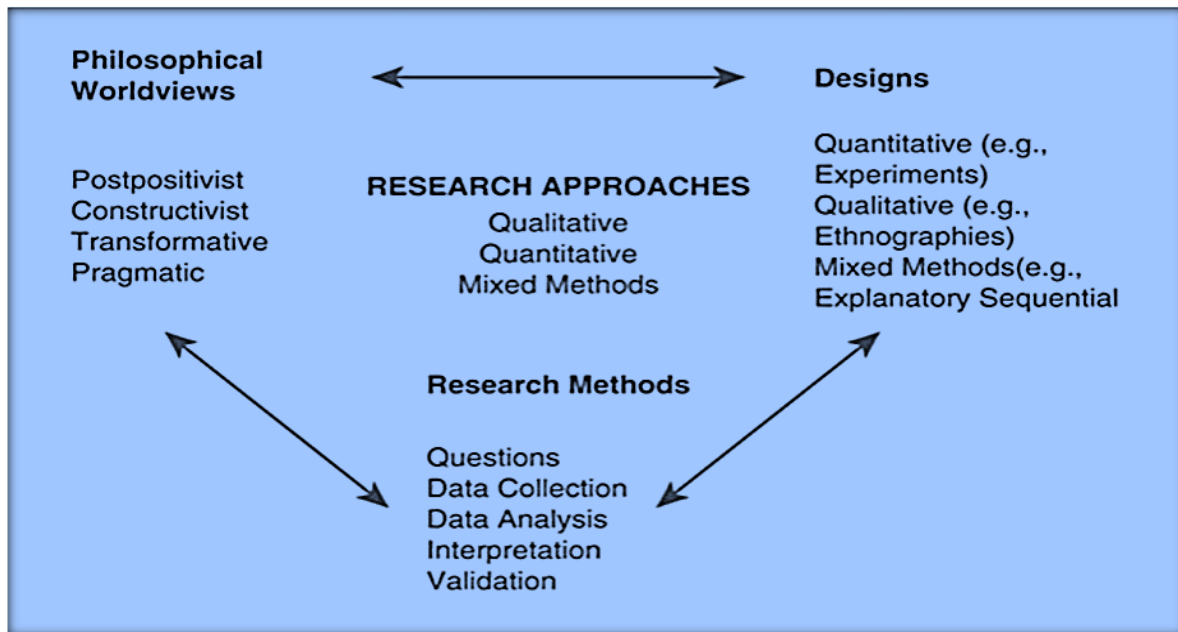 Philosophical
Worldviews
Postpositivist
Constructivist
Transformative
Pragmatic
RESEARCH APPROACHES
Qualitative
Quantitative
Mixed Methods
Designs
Quantitative (e.g.,
Experiments)
Qualitative (e.g.,
Ethnographies)
Mixed Methods(e.g.,
Explanatory Sequential
Research Methods
Questions
Data Collection
Data Analysis
Interpretation
Validation